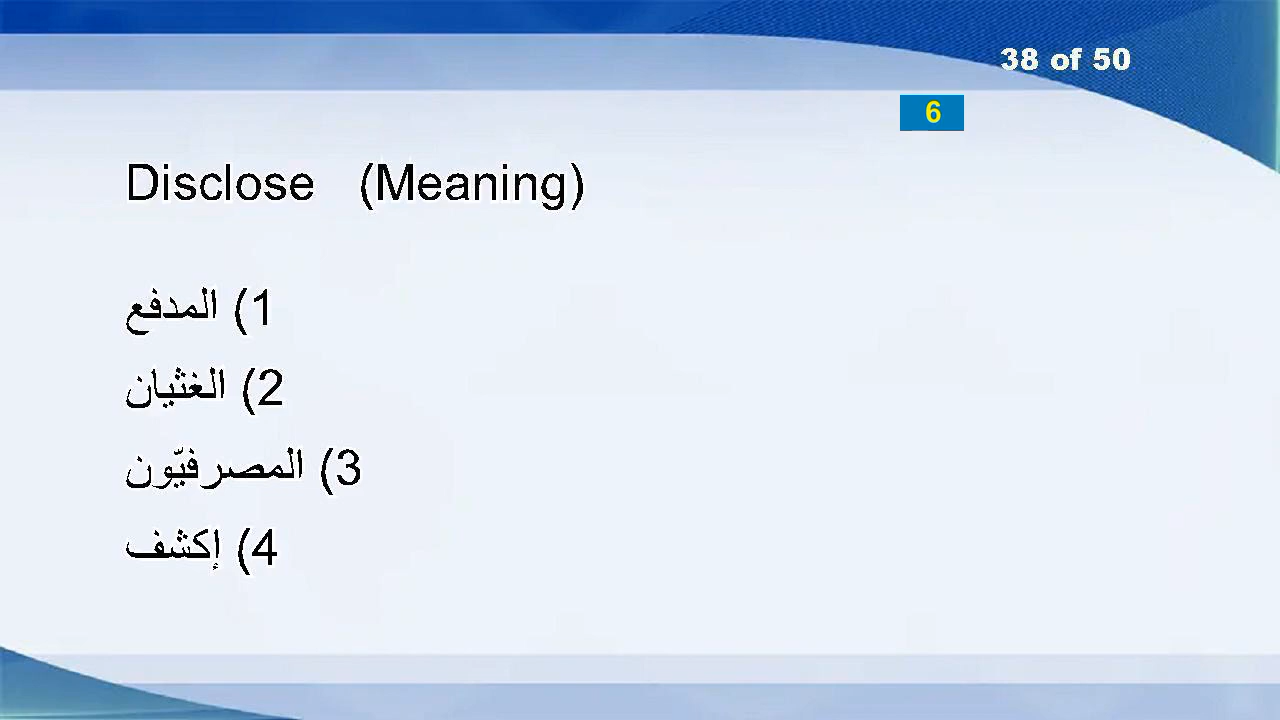 38 of 50
6
Disclose (Meaning)
1) المدفع
2) الغثيان
3) المصرفيّون
4) إكشف